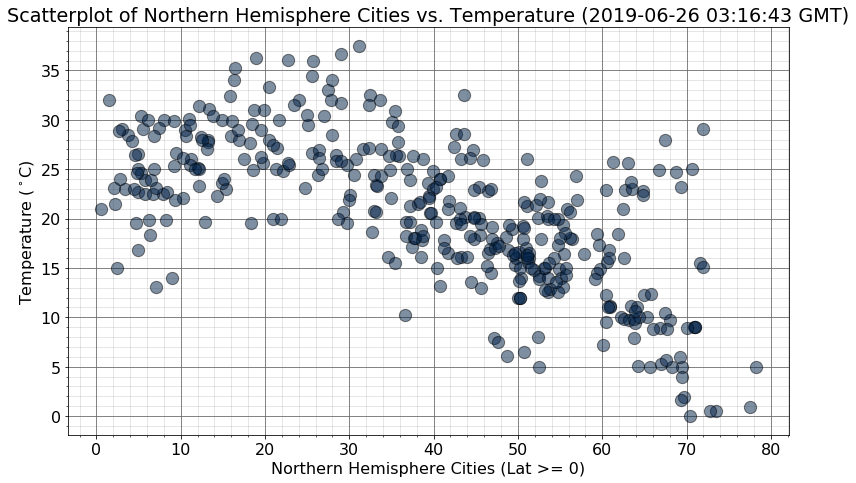 Scatterplot of Northern Hemisphere Cities vs. Temperature (2019-06-26 03:16:43 GMT)
Temperature (°C)
35
30
25
20
15
10
5
0
0 10 20 30 40 50 60 70 80
Northern Hemisphere Cities (Lat >= 0)